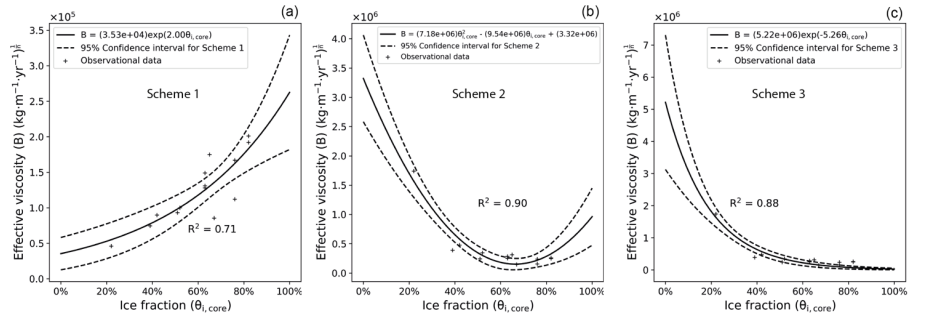 (a)
×10⁵
B = (3.53e+04)exp(2.00θi, core)
95% Confidence interval for Scheme 1
Observational data
Scheme 1
R² = 0.71
3.5
3.0
2.5
2.0
1.5
1.0
0.5
0.0
0% 20% 40% 60% 80% 100%
Effective viscosity (B) (kg·m⁻¹·yr⁻¹)^(1/n)
Ice fraction (θi, core)
(b)
×10⁶
B = (7.18e+06)θ²i, core - (9.54e+06)θi, core + (3.32e+06)
95% Confidence interval for Scheme 2
Observational data
Scheme 2
R² = 0.90
4.0
3.5
3.0
2.5
2.0
1.5
1.0
0.5
0.0
0% 20% 40% 60% 80% 100%
Effective viscosity (B) (kg·m⁻¹·yr⁻¹)^(1/n)
Ice fraction (θi, core)
(c)
×10⁶
B = (5.22e+06)exp(-5.26θi, core)
95% Confidence interval for Scheme 3
Observational data
Scheme 3
R² = 0.88
7
6
5
4
3
2
1
0
0% 20% 40% 60% 80% 100%
Effective viscosity (B) (kg·m⁻¹·yr⁻¹)^(1/n)
Ice fraction (θi, core)